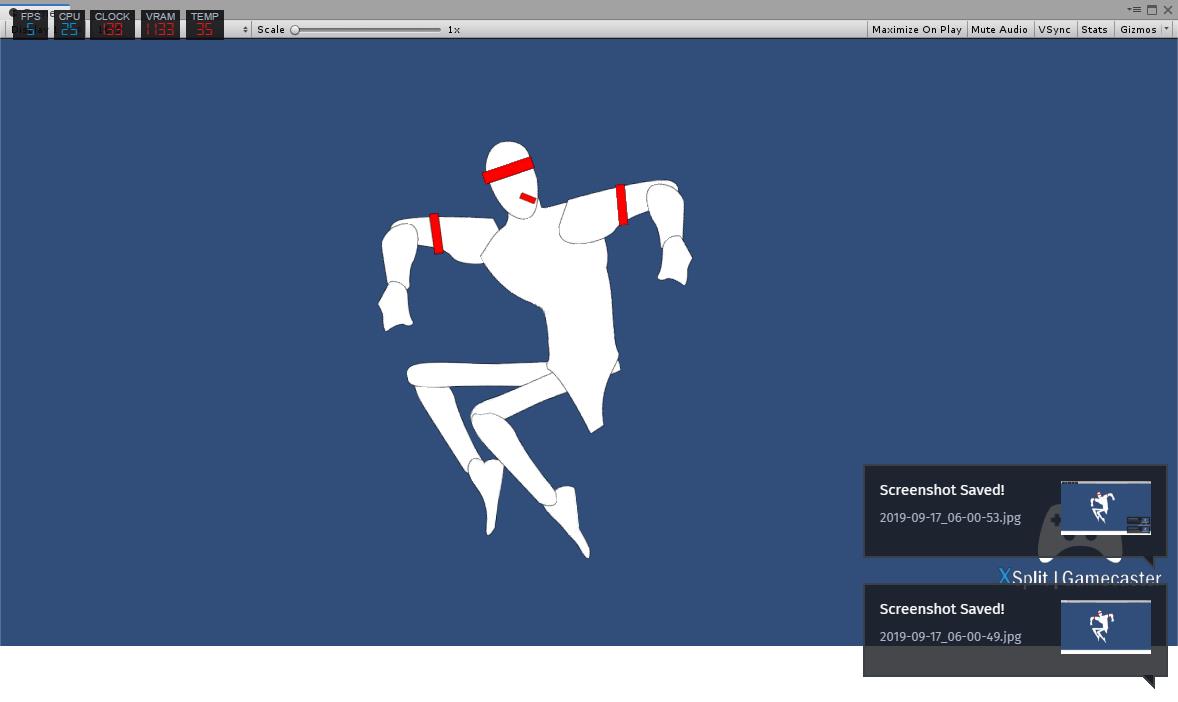 FPS CPU CLOCK VRAM TEMP
5 25 139 1133 35
Scale 1x Maximize On Play Mute Audio VSync Stats Gizmos
Screenshot Saved!
2019-09-17_06-00-53.jpg
XSplit | Gamecaster
Screenshot Saved!
2019-09-17_06-00-49.jpg